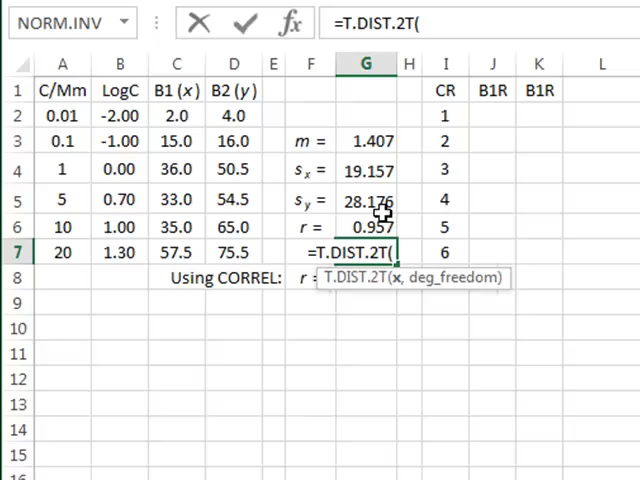 NORM.INV fx =T.DIST.2T(
A B C D E F G H I J K L
1 C/Mm LogC B1 (x) B2 (y) CR B1R B1R
2 0.01 -2.00 2.0 4.0 1
3 0.1 -1.00 15.0 16.0 m = 1.407 2
4 1 0.00 36.0 50.5 sx = 19.157 3
5 5 0.70 33.0 54.5 sy = 28.176 4
6 10 1.00 35.0 65.0 r = 0.957 5
7 20 1.30 57.5 75.5 =T.DIST.2T( 6
8 Using CORREL: r = T.DIST.2T(x, deg_freedom)
9
10
11
12
13
14
15
16